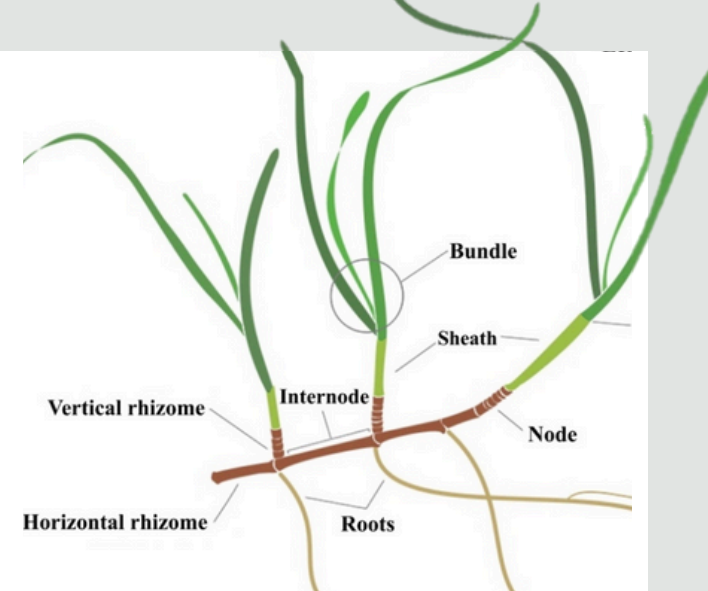 Bundle
Sheath
Internode
Vertical rhizome
Node
Horizontal rhizome
Roots